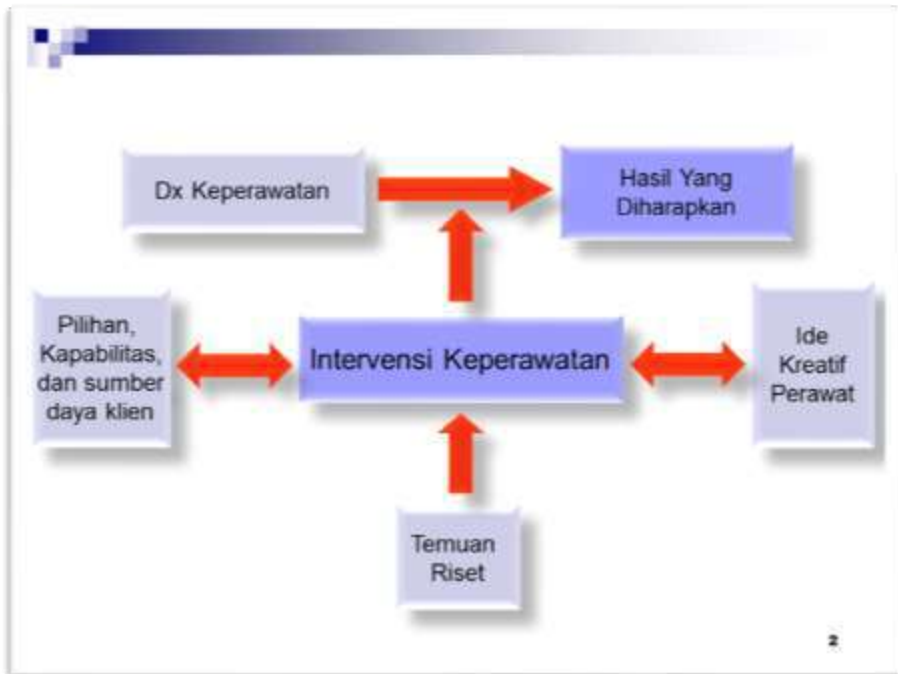 Dx Keperawatan
Hasil Yang
Diharapkan
Pilihan,
Kapabilitas,
dan sumber
daya klien
Intervensi Keperawatan
Ide
Kreatif
Perawat
Temuan
Riset
2